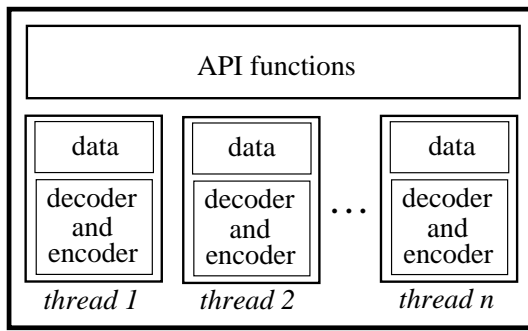 API functions
data
decoder
and
encoder
thread 1
data
decoder
and
encoder
thread 2
...
data
decoder
and
encoder
thread n